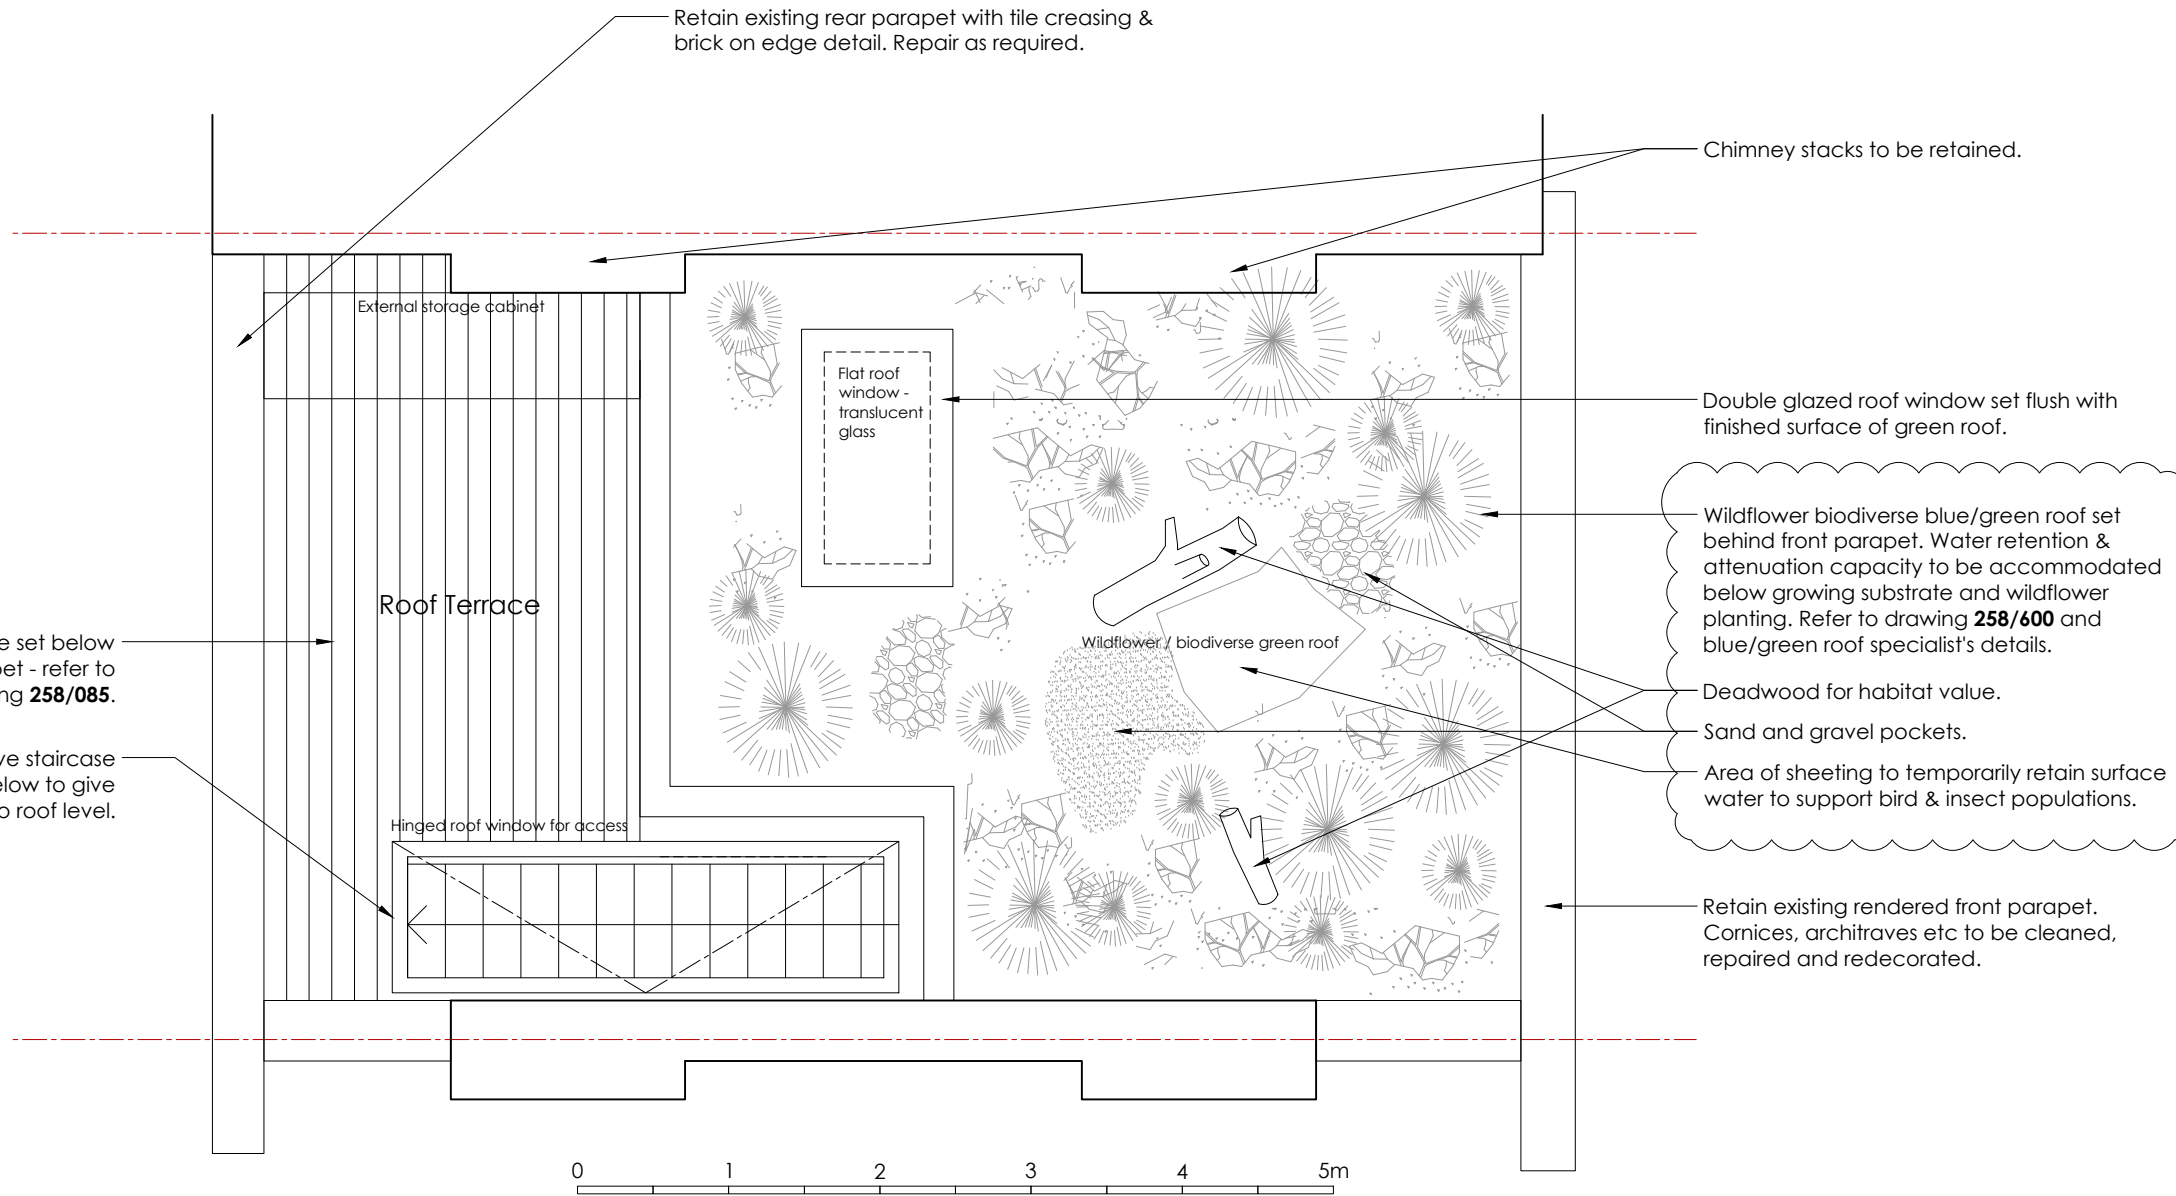 Retain existing rear parapet with tile creasing &
brick on edge detail. Repair as required.
Chimney stacks to be retained.
External storage cabinet
Flat roof
window -
translucent
glass
Double glazed roof window set flush with
finished surface of green roof.
Wildflower biodiverse blue/green roof set
behind front parapet. Water retention &
attenuation capacity to be accommodated
below growing substrate and wildflower
planting. Refer to drawing 258/600 and
blue/green roof specialist's details.
Roof Terrace
Wildflower / biodiverse green roof
set below
- refer to
258/085.
Deadwood for habitat value.
Sand and gravel pockets.
Area of sheeting to temporarily retain surface
water to support bird & insect populations.
staircase
to give
roof level.
Hinged roof window for access
Retain existing rendered front parapet.
Cornices, architraves etc to be cleaned,
repaired and redecorated.
0 1 2 3 4 5m